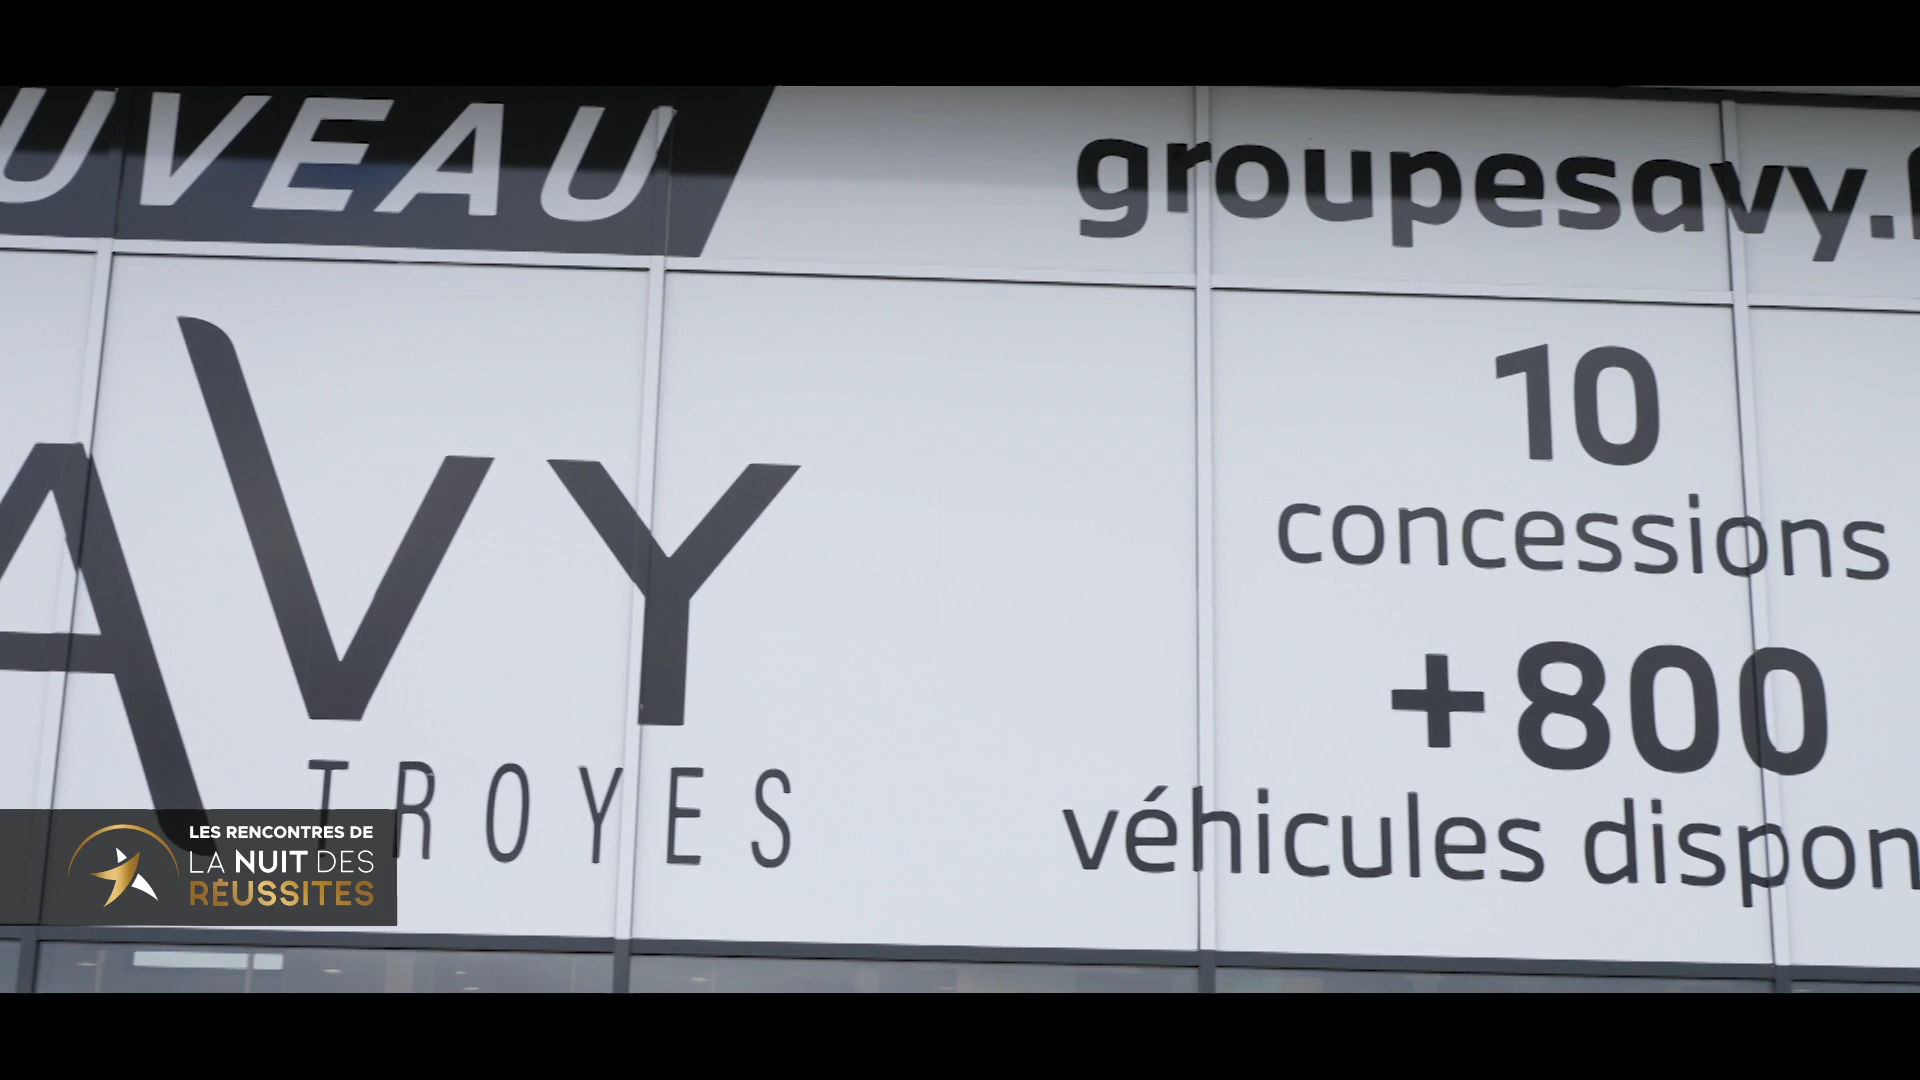 UVEAU
groupesavy.f
AVY
TROYES
10
concessions
+800
véhicules dispon
LES RENCONTRES DE
LA NUIT DES
RÉUSSITES